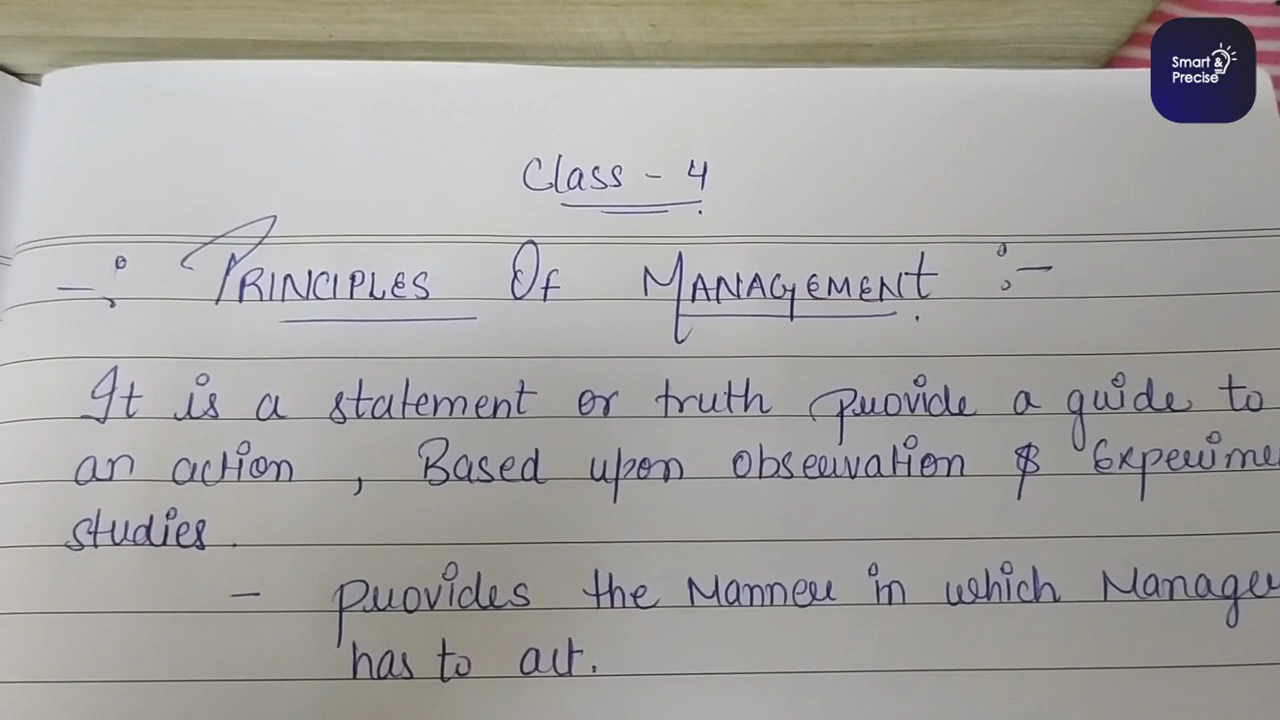 Smart &
Precise
Class - 4
-: PRINCIPLES Of MANAGEMENt :-
It is a statement or truth provide a guide to
an action, Based upon observation & Experime
studies.
- provides the Manner in which Manager
has to act.